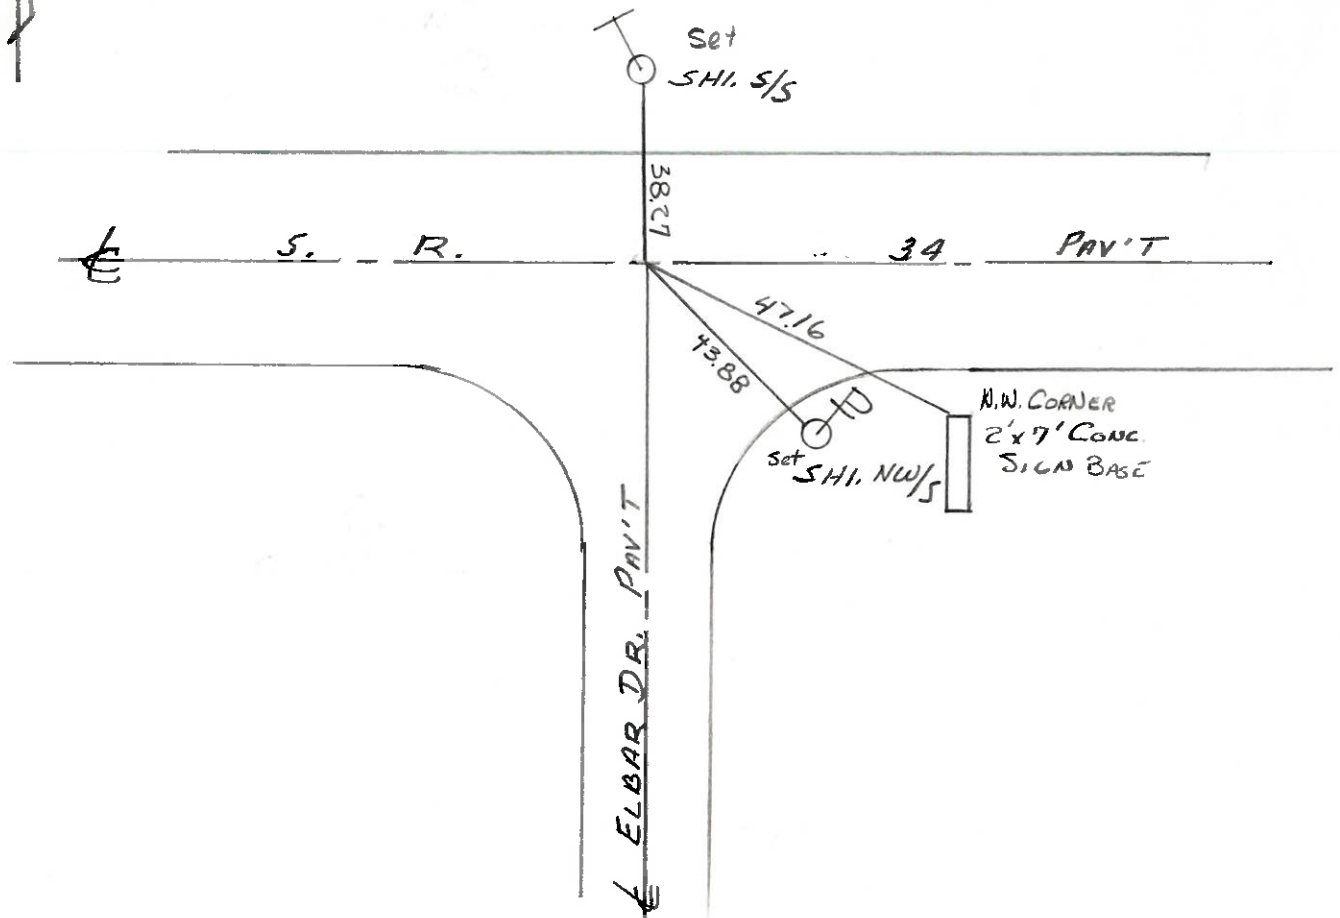 Set
SHI. S/S
38.27
℄ S. R. 34 PAV'T
47.16
43.88
N.W. CORNER
2'x7' CONC.
SIGN BASE
Set SHI. NW/S
℄ ELBAR DR. PAV'T